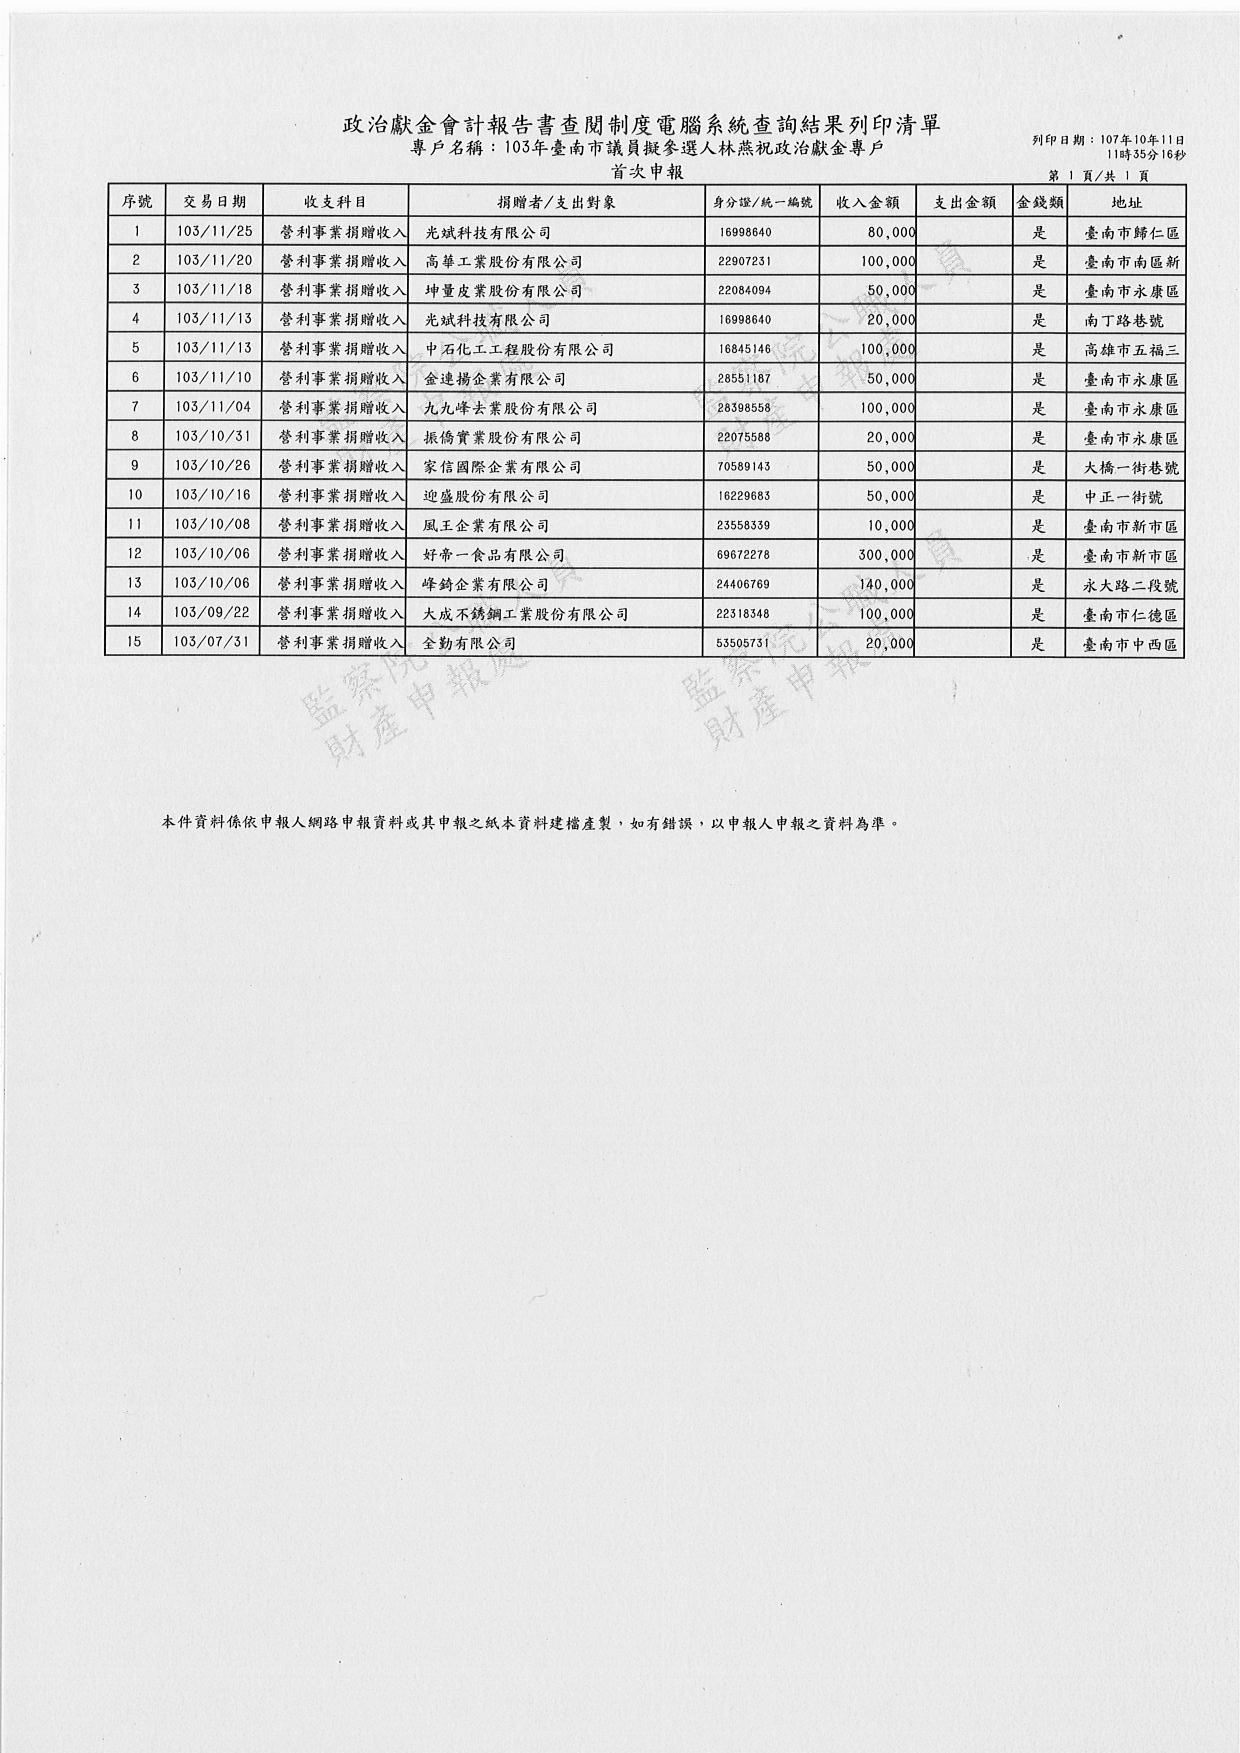 政治獻金會計報告書查閱制度電腦系統查詢結果列印清單
專戶名稱：103年臺南市議員擬參選人林燕祝政治獻金專戶
列印日期：107年10年11日
11時35分16秒
首次申報
第 1 頁/共 1 頁
序號 交易日期 收支科目 捐贈者/支出對象 身分證/統一編號 收入金額 支出金額 金錢類 地址
1 103/11/25 營利事業捐贈收入 光斌科技有限公司 16998640 80,000 是 臺南市歸仁區
2 103/11/20 營利事業捐贈收入 高華工業股份有限公司 22907231 100,000 是 臺南市南區新
3 103/11/18 營利事業捐贈收入 坤量皮業股份有限公司 22084094 50,000 是 臺南市永康區
4 103/11/13 營利事業捐贈收入 光斌科技有限公司 16998640 20,000 是 南丁路巷號
5 103/11/13 營利事業捐贈收入 中石化工工程股份有限公司 16845146 100,000 是 高雄市五福三
6 103/11/10 營利事業捐贈收入 金連揚企業有限公司 28551187 50,000 是 臺南市永康區
7 103/11/04 營利事業捐贈收入 九九峰去業股份有限公司 28398558 100,000 是 臺南市永康區
8 103/10/31 營利事業捐贈收入 振僑實業股份有限公司 22075588 20,000 是 臺南市永康區
9 103/10/26 營利事業捐贈收入 家信國際企業有限公司 70589143 50,000 是 大橋一街巷號
10 103/10/16 營利事業捐贈收入 迎盛股份有限公司 16229683 50,000 是 中正一街號
11 103/10/08 營利事業捐贈收入 風王企業有限公司 23558339 10,000 是 臺南市新市區
12 103/10/06 營利事業捐贈收入 好帝一食品有限公司 69672278 300,000 是 臺南市新市區
13 103/10/06 營利事業捐贈收入 峰錡企業有限公司 24406769 140,000 是 永大路二段號
14 103/09/22 營利事業捐贈收入 大成不銹鋼工業股份有限公司 22318348 100,000 是 臺南市仁德區
15 103/07/31 營利事業捐贈收入 全勤有限公司 53505731 20,000 是 臺南市中西區
監察院公職人員
財產申報處
監察院公職人員
財產申報處
監察院公職人員
財產申報處
監察院公職人員
財產申報處
本件資料係依申報人網路申報資料或其申報之紙本資料建檔產製，如有錯誤，以申報人申報之資料為準。